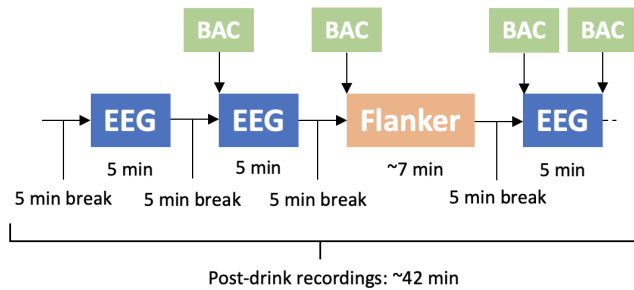 BAC BAC BAC BAC
EEG EEG Flanker EEG
5 min 5 min ~7 min 5 min
5 min break 5 min break 5 min break 5 min break
Post-drink recordings: ~42 min